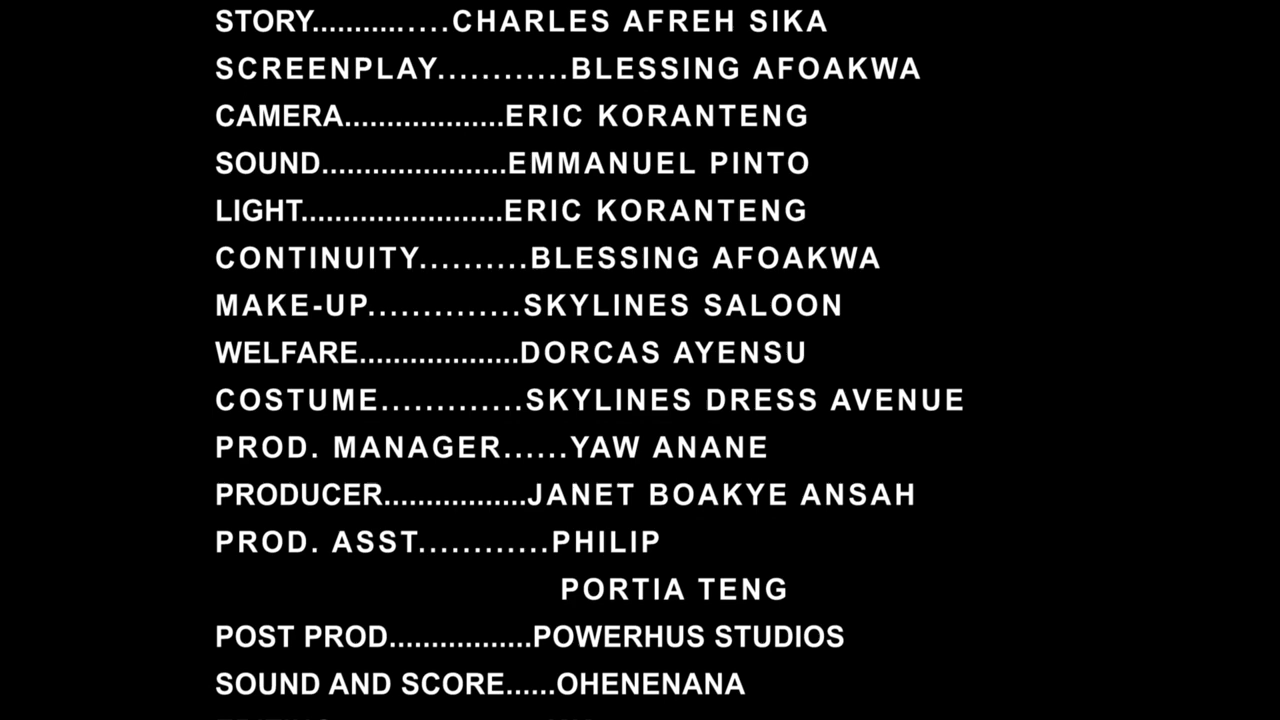 STORY...............CHARLES AFREH SIKA
SCREENPLAY............BLESSING AFOAKWA
CAMERA...................ERIC KORANTENG
SOUND......................EMMANUEL PINTO
LIGHT........................ERIC KORANTENG
CONTINUITY..........BLESSING AFOAKWA
MAKE-UP..............SKYLINES SALOON
WELFARE...................DORCAS AYENSU
COSTUME.............SKYLINES DRESS AVENUE
PROD. MANAGER......YAW ANANE
PRODUCER.................JANET BOAKYE ANSAH
PROD. ASST............PHILIP
PORTIA TENG
POST PROD.................POWERHUS STUDIOS
SOUND AND SCORE......OHENENANA